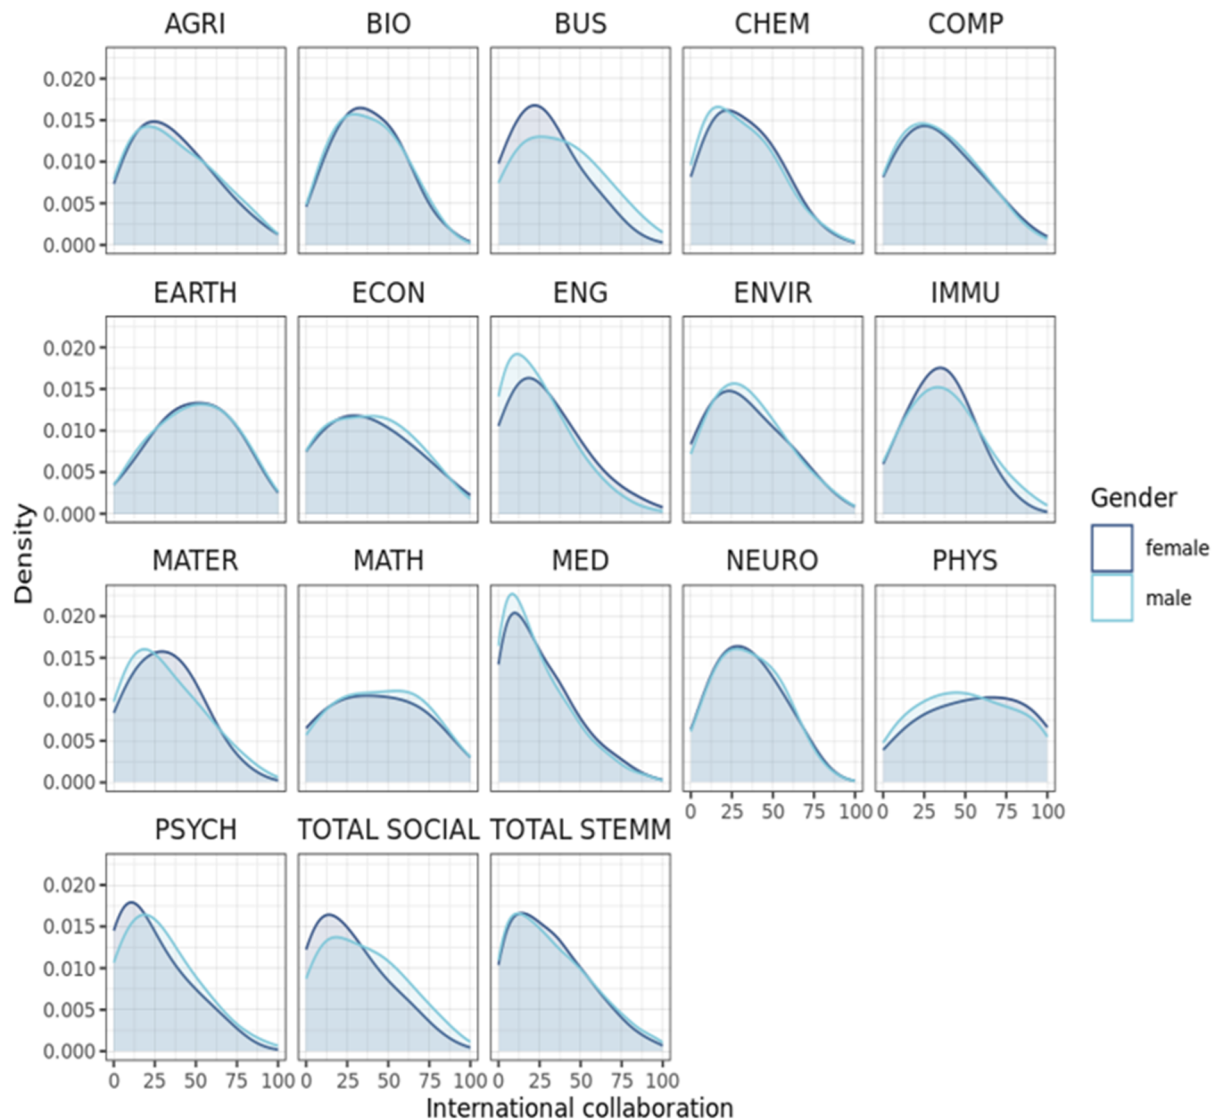 AGRI BIO BUS CHEM COMP
0.020
0.015
0.010
0.005
0.000
EARTH ECON ENG ENVIR IMMU
0.020
0.015
0.010
0.005
0.000
MATER MATH MED NEURO PHYS
0.020
0.015
0.010
0.005
0.000
0 25 50 75 100 0 25 50 75 100
PSYCH TOTAL SOCIAL TOTAL STEMM
0.020
0.015
0.010
0.005
0.000
0 25 50 75 100 0 25 50 75 100 0 25 50 75 100
International collaboration
Density
Gender
female
male